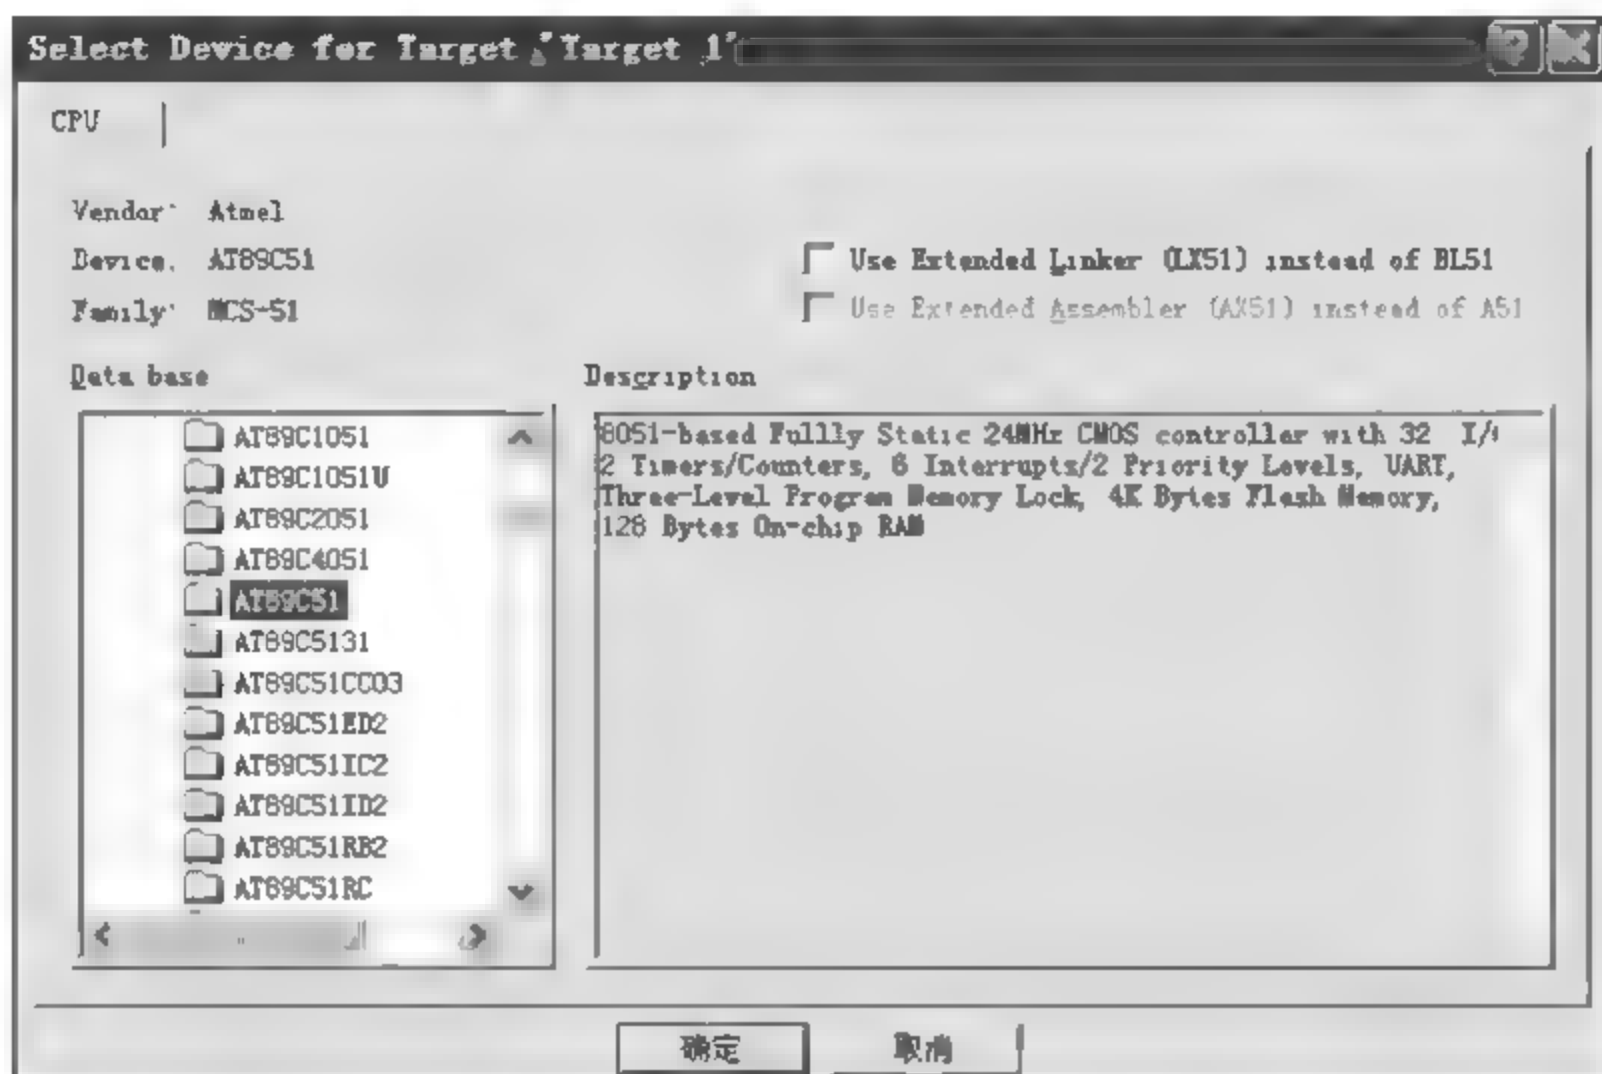 Select Device for Target 'Target 1'
CPU
Vendor: Atmel
Device: AT89C51
Family: MCS-51
Use Extended Linker (LX51) instead of BL51
Use Extended Assembler (AX51) instead of A51
Data base
AT89C1051
AT89C1051U
AT89C2051
AT89C4051
AT89C51
AT89C5131
AT89C51CC03
AT89C51ED2
AT89C51IC2
AT89C51ID2
AT89C51RB2
AT89C51RC
Description
8051-based Fullly Static 24MHz CMOS controller with 32 I/
2 Timers/Counters, 6 Interrupts/2 Priority Levels, UART,
Three-Level Program Memory Lock, 4K Bytes Flash Memory,
128 Bytes On-chip RAM
确定
取消